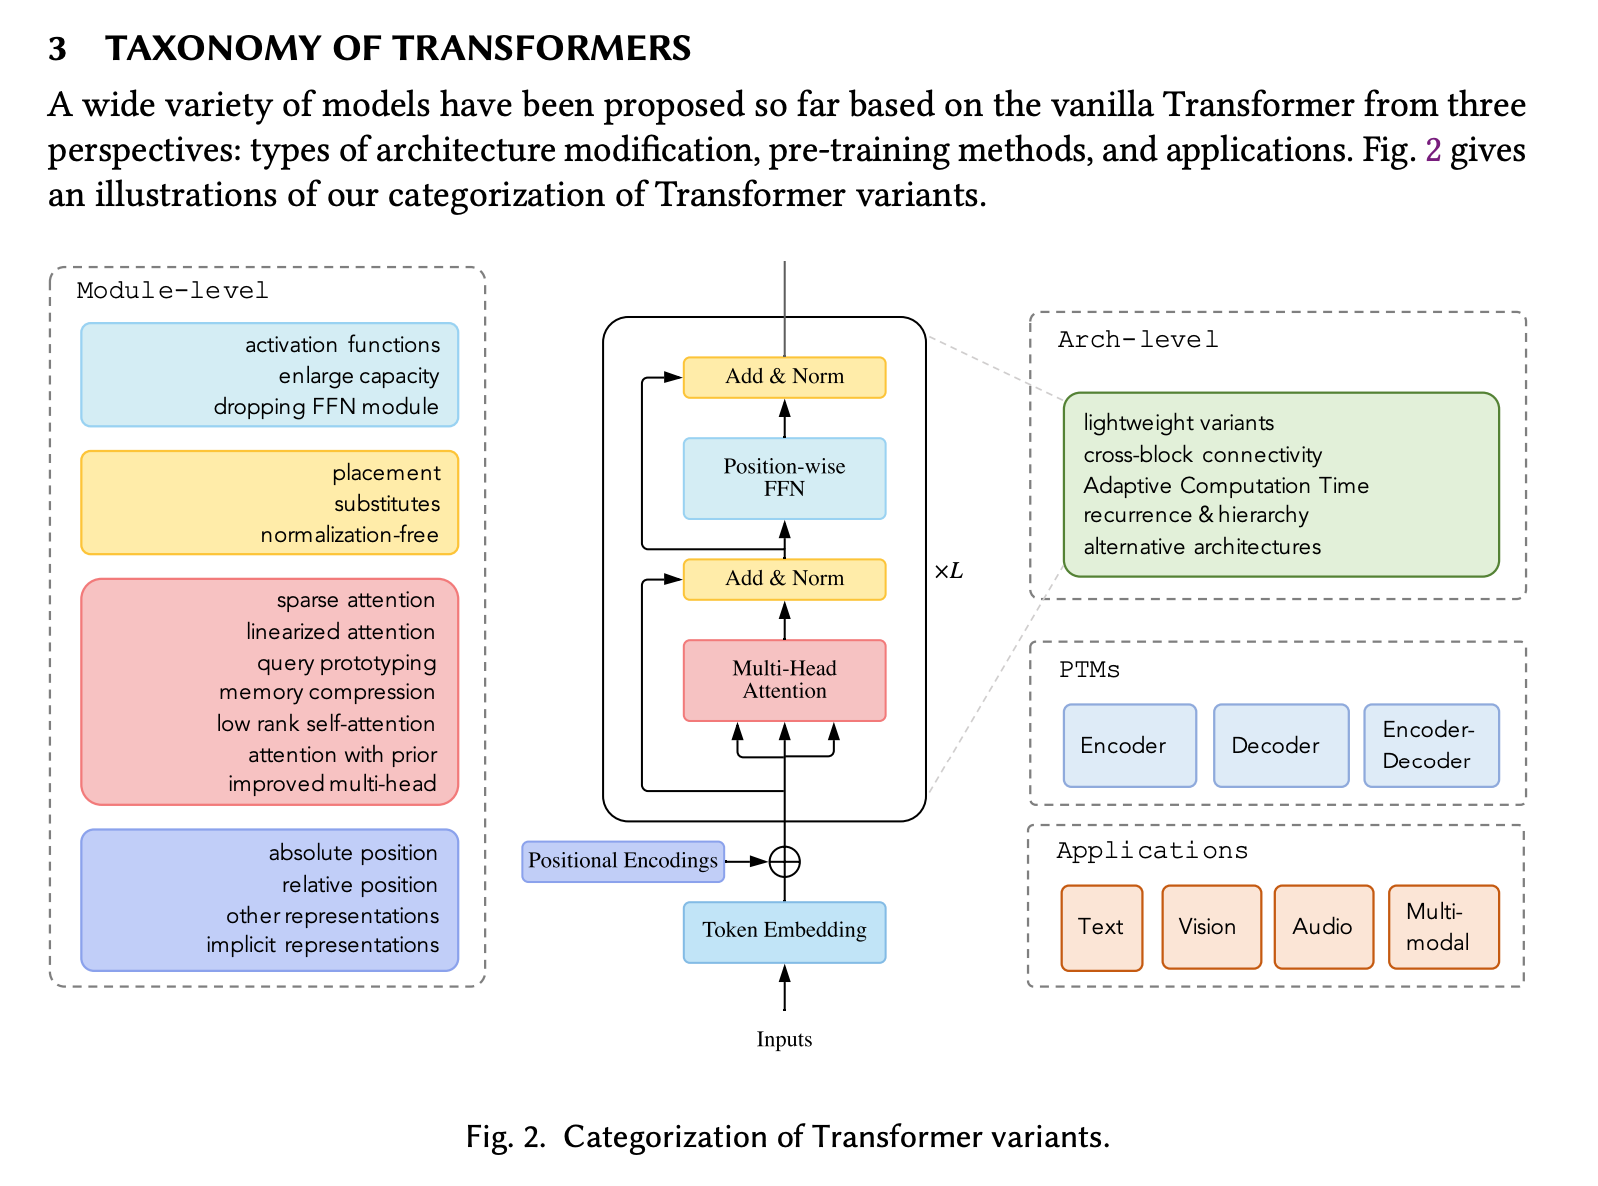 3 TAXONOMY OF TRANSFORMERS
A wide variety of models have been proposed so far based on the vanilla Transformer from three
perspectives: types of architecture modification, pre-training methods, and applications. Fig. 2 gives
an illustrations of our categorization of Transformer variants.
Module-level
activation functions
enlarge capacity
dropping FFN module
placement
substitutes
normalization-free
sparse attention
linearized attention
query prototyping
memory compression
low rank self-attention
attention with prior
improved multi-head
absolute position
relative position
other representations
implicit representations
Add & Norm
Position-wise
FFN
Add & Norm
Multi-Head
Attention
×L
Positional Encodings
Token Embedding
Inputs
Arch-level
lightweight variants
cross-block connectivity
Adaptive Computation Time
recurrence & hierarchy
alternative architectures
PTMs
Encoder
Decoder
Encoder-
Decoder
Applications
Text
Vision
Audio
Multi-
modal
Fig. 2. Categorization of Transformer variants.